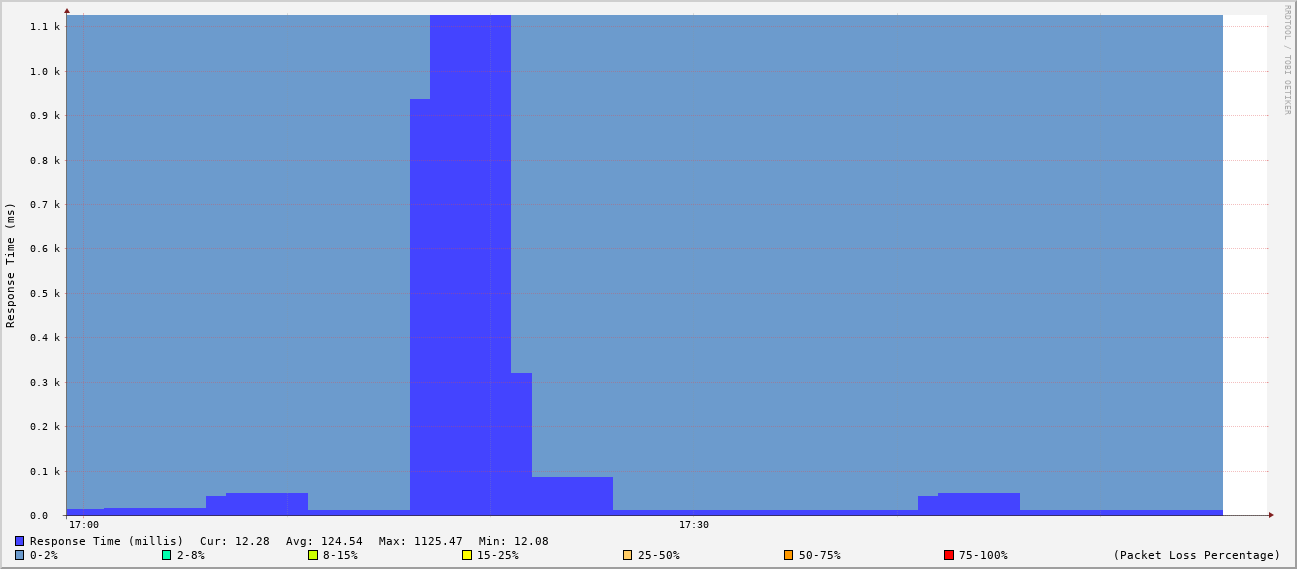 RRDTOOL / TOBI OETIKER
Response Time (ms)
1.1 k
1.0 k
0.9 k
0.8 k
0.7 k
0.6 k
0.5 k
0.4 k
0.3 k
0.2 k
0.1 k
0.0
17:00 17:30
Response Time (millis) Cur: 12.28 Avg: 124.54 Max: 1125.47 Min: 12.08
0-2% 2-8% 8-15% 15-25% 25-50% 50-75% 75-100% (Packet Loss Percentage)